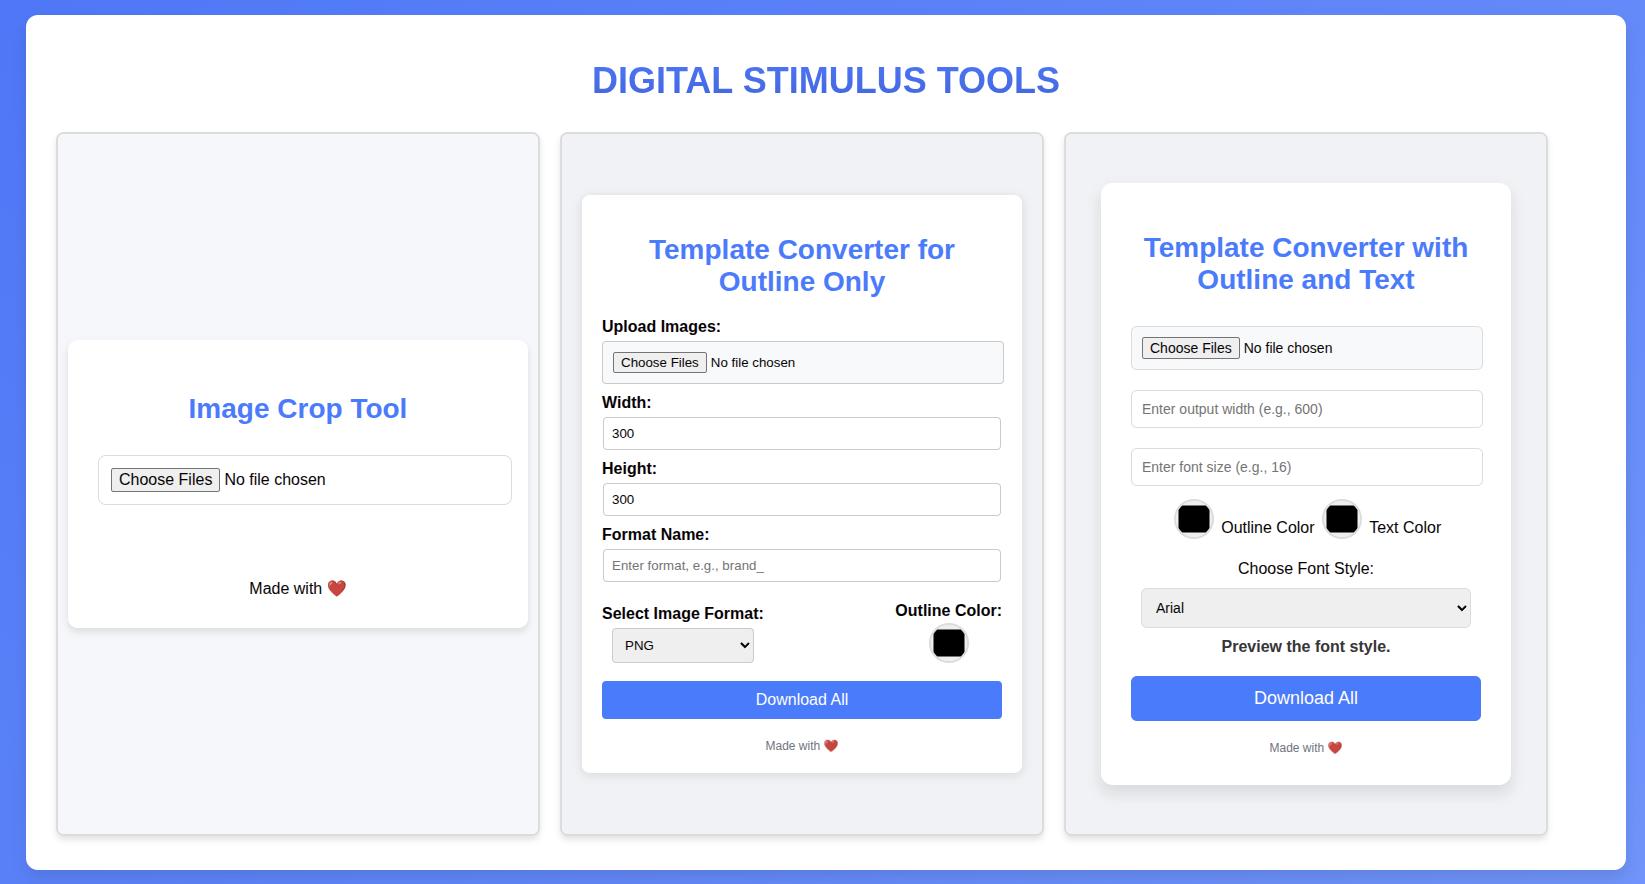 DIGITAL STIMULUS TOOLS
Image Crop Tool
Choose Files No file chosen
Made with ❤️
Template Converter for
Outline Only
Upload Images:
Choose Files No file chosen
Width:
300
Height:
300
Format Name:
Enter format, e.g., brand_
Select Image Format:
PNG
Outline Color:
Download All
Made with ❤️
Template Converter with
Outline and Text
Choose Files No file chosen
Enter output width (e.g., 600)
Enter font size (e.g., 16)
Outline Color Text Color
Choose Font Style:
Arial
Preview the font style.
Download All
Made with ❤️